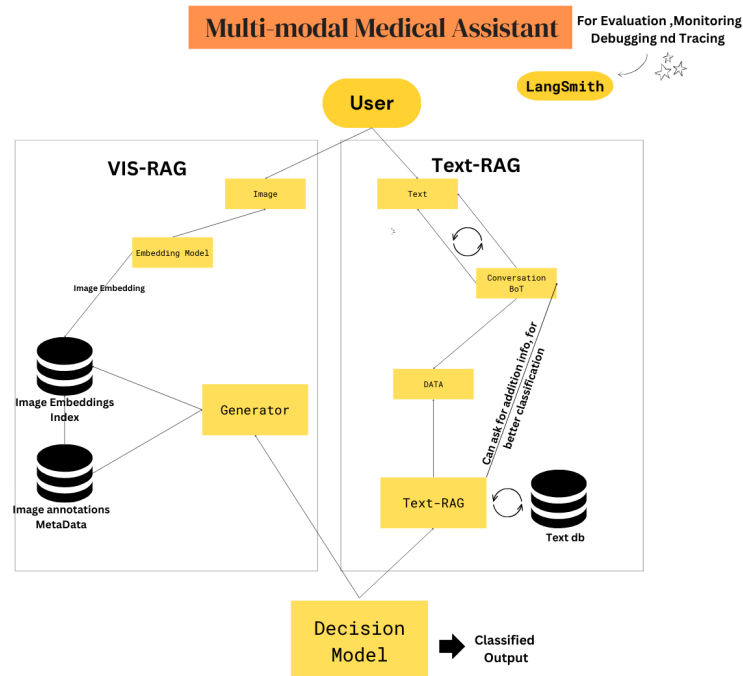 Multi-modal Medical Assistant
For Evaluation ,Monitoring
Debugging nd Tracing
LangSmith
User
VIS-RAG
Text-RAG
Image
Text
Embedding Model
Image Embedding
Conversation
BoT
Image Embeddings
Index
Generator
DATA
Can ask for addition info, for
better classification
Image annotations
MetaData
Text-RAG
Text db
Decision
Model
Classified
Output